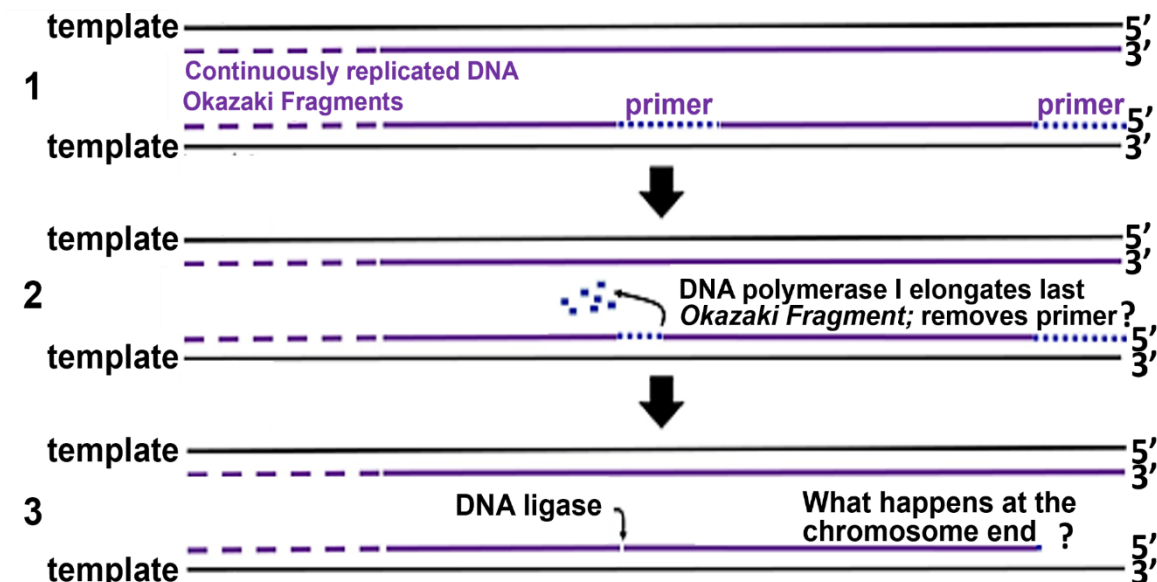 template 5’
3’
1
Continuously replicated DNA
Okazaki Fragments
primer primer
5’
template 3’
template 5’
3’
2
DNA polymerase I elongates last
Okazaki Fragment; removes primer ?
5’
template 3’
template 5’
3’
3
DNA ligase
What happens at the
chromosome end ?
5’
template 3’